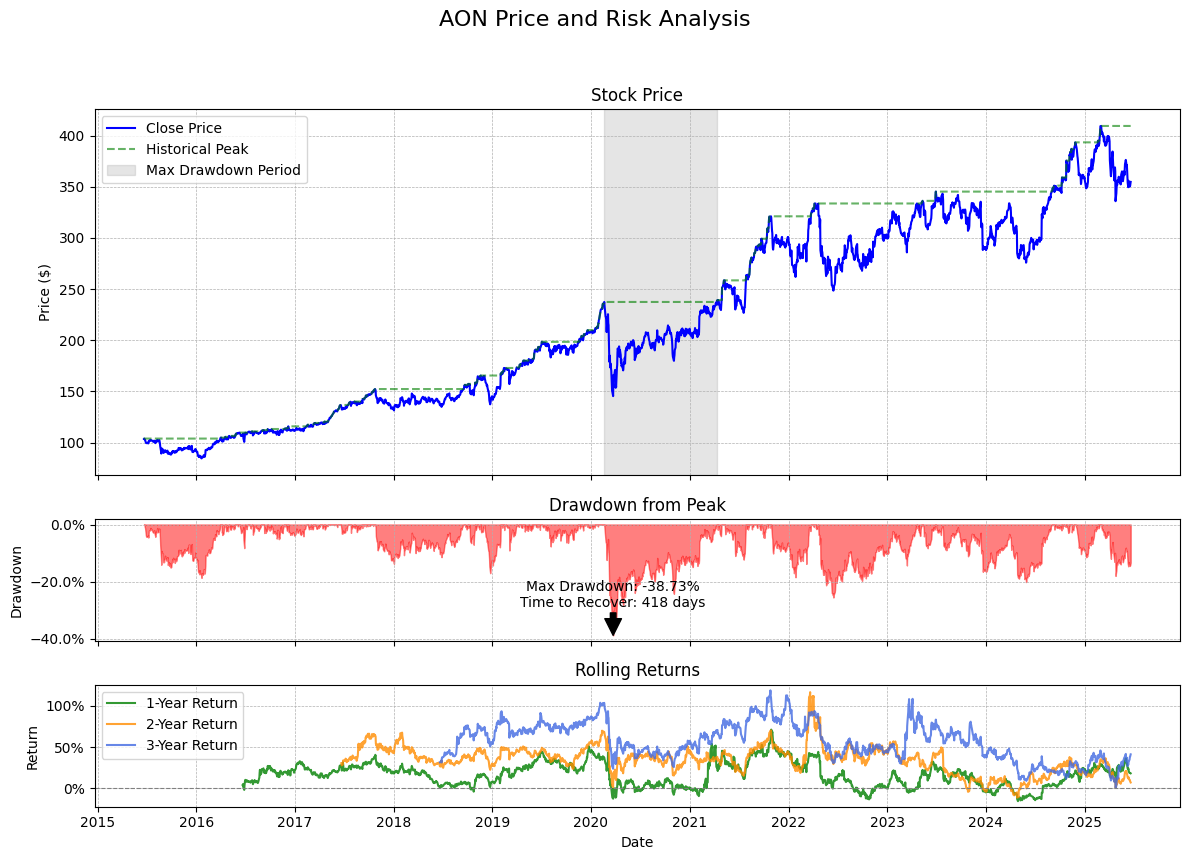 AON Price and Risk Analysis
Stock Price
Close Price
Historical Peak
Max Drawdown Period
Price ($)
400
350
300
250
200
150
100
Drawdown from Peak
Drawdown
0.0%
−20.0%
−40.0%
Max Drawdown: -38.73%
Time to Recover: 418 days
Rolling Returns
1-Year Return
2-Year Return
3-Year Return
Return
100%
50%
0%
2015 2016 2017 2018 2019 2020 2021 2022 2023 2024 2025
Date